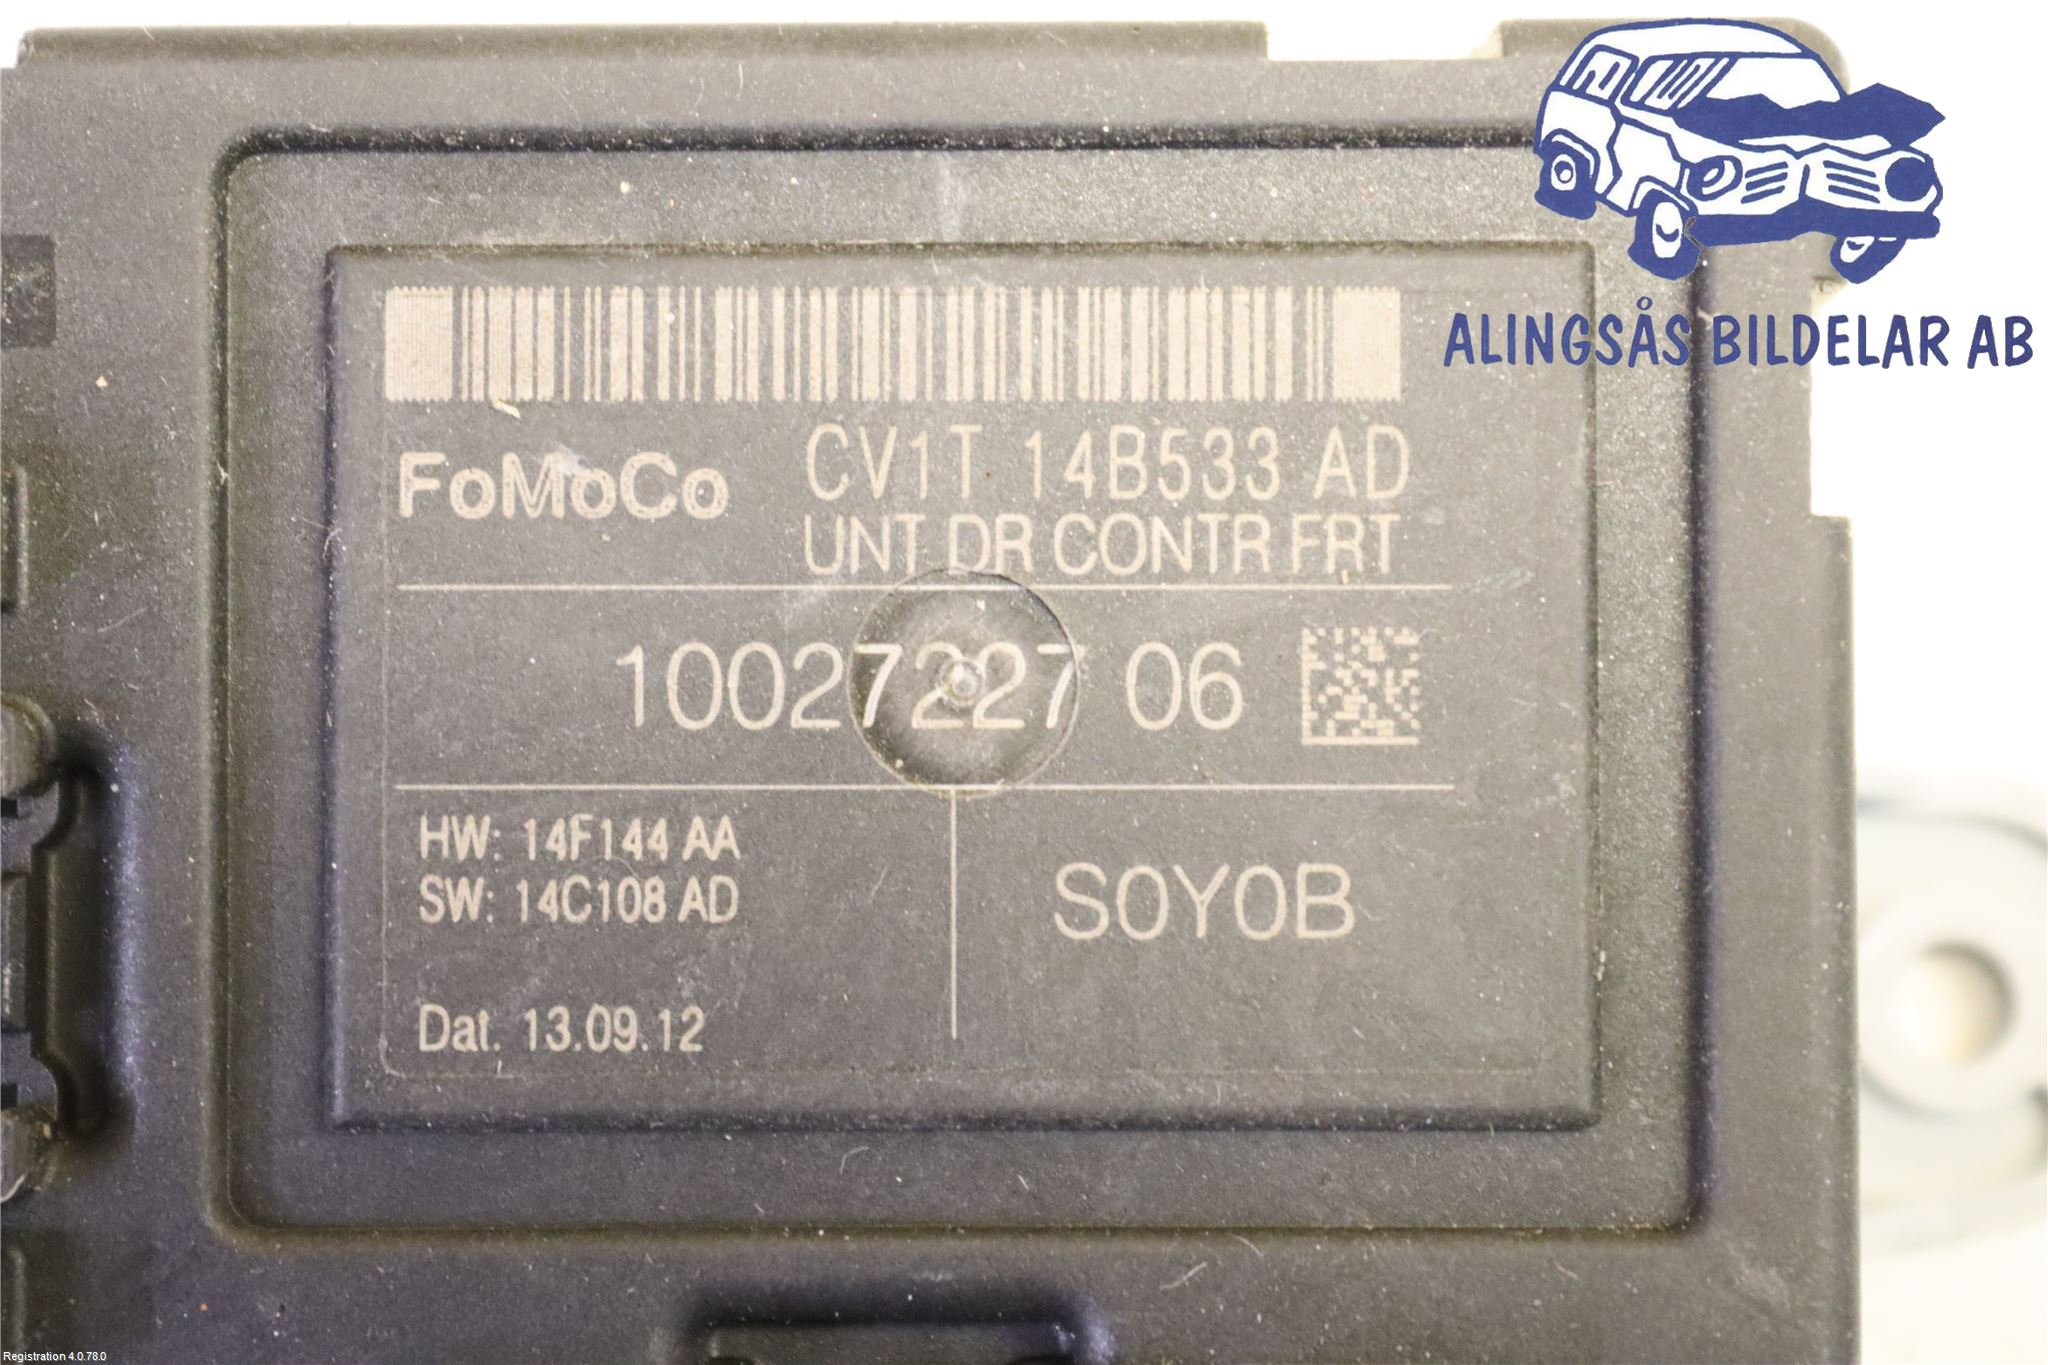 ALINGSÅS BILDELAR AB
FoMoCo
CV1T 14B533 AD
UNT DR CONTR FRT
10027227 06
HW: 14F144 AA
SW: 14C108 AD
S0Y0B
Dat. 13.09.12
Registration 4.0.78.0